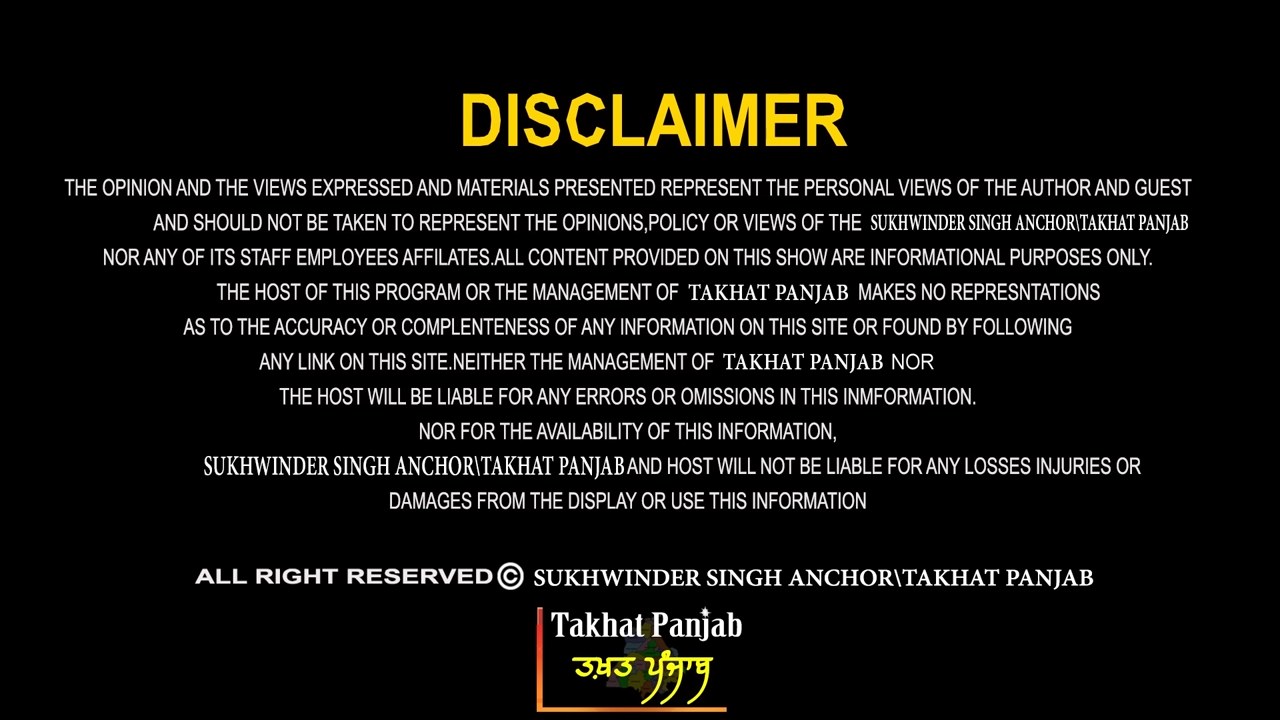 DISCLAIMER
THE OPINION AND THE VIEWS EXPRESSED AND MATERIALS PRESENTED REPRESENT THE PERSONAL VIEWS OF THE AUTHOR AND GUEST
AND SHOULD NOT BE TAKEN TO REPRESENT THE OPINIONS,POLICY OR VIEWS OF THE SUKHWINDER SINGH ANCHOR\TAKHAT PANJAB
NOR ANY OF ITS STAFF EMPLOYEES AFFILATES.ALL CONTENT PROVIDED ON THIS SHOW ARE INFORMATIONAL PURPOSES ONLY.
THE HOST OF THIS PROGRAM OR THE MANAGEMENT OF TAKHAT PANJAB MAKES NO REPRESNTATIONS
AS TO THE ACCURACY OR COMPLENTENESS OF ANY INFORMATION ON THIS SITE OR FOUND BY FOLLOWING
ANY LINK ON THIS SITE.NEITHER THE MANAGEMENT OF TAKHAT PANJAB NOR
THE HOST WILL BE LIABLE FOR ANY ERRORS OR OMISSIONS IN THIS INMFORMATION.
NOR FOR THE AVAILABILITY OF THIS INFORMATION,
SUKHWINDER SINGH ANCHOR\TAKHAT PANJAB AND HOST WILL NOT BE LIABLE FOR ANY LOSSES INJURIES OR
DAMAGES FROM THE DISPLAY OR USE THIS INFORMATION
ALL RIGHT RESERVED © SUKHWINDER SINGH ANCHOR\TAKHAT PANJAB
Takhat Panjab
ਤਖ਼ਤ ਪੰਜਾਬ